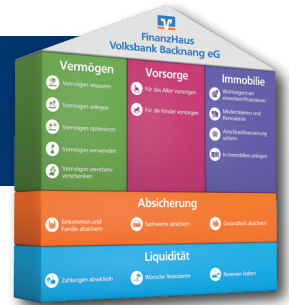 FinanzHaus
Volksbank Backnang eG
Vermögen
Vermögen ansparen
Vermögen anlegen
Vermögen optimieren
Vermögen verwenden
Vermögen vererben/
verschenken
Vorsorge
Für das Alter vorsorgen
Für die Kinder vorsorgen
Immobilie
Wohneigentum
erwerben/finanzieren
Modernisieren und
Renovieren
Anschlussfinanzierung
sichern
In Immobilien anlegen
Absicherung
Einkommen und
Familie absichern
Sachwerte absichern
Gesundheit absichern
Liquidität
Zahlungen abwickeln
Wünsche finanzieren
Reserven haben